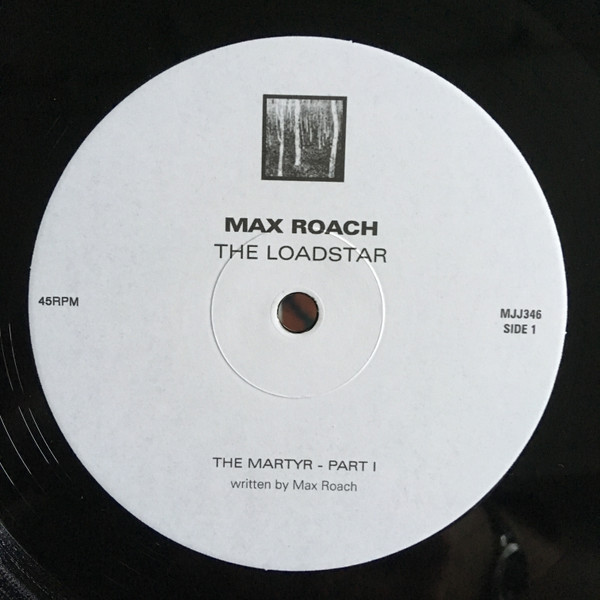 MAX ROACH
THE LOADSTAR
45RPM
MJJ346
SIDE 1
THE MARTYR - PART I
written by Max Roach